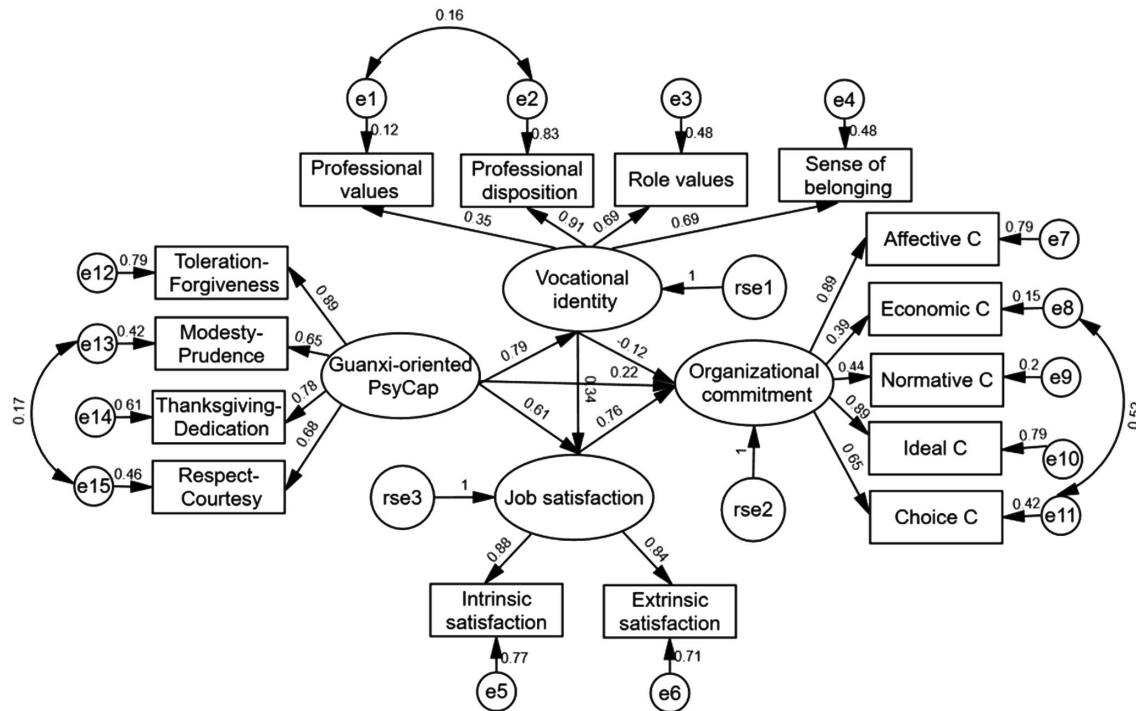 0.16
e1
e2
e3
e4
0.12
0.83
0.48
0.48
Professional
values
Professional
disposition
Role values
Sense of
belonging
0.35
0.91
0.69
0.69
Affective C
0.79
e7
e12
0.79
Toleration-
Forgiveness
Vocational
identity
1
rse1
0.89
0.89
Economic C
0.15
e8
e13
0.42
Modesty-
Prudence
0.65
0.39
Guanxi-oriented
PsyCap
0.79
-0.12
0.22
Organizational
commitment
0.44
Normative C
0.2
e9
0.17
e14
0.61
Thanksgiving-
Dedication
0.78
0.61
0.34
0.76
0.89
0.52
Ideal C
0.79
e10
e15
0.46
Respect-
Courtesy
0.68
0.65
rse3
1
Job satisfaction
1
rse2
Choice C
0.42
e11
0.88
0.84
Intrinsic
satisfaction
Extrinsic
satisfaction
0.77
0.71
e5
e6